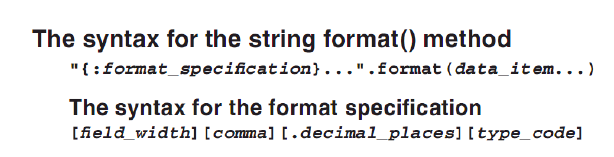 The syntax for the string format() method
"{:format_specification}...".format(data_item...)
The syntax for the format specification
[field_width][comma][.decimal_places][type_code]